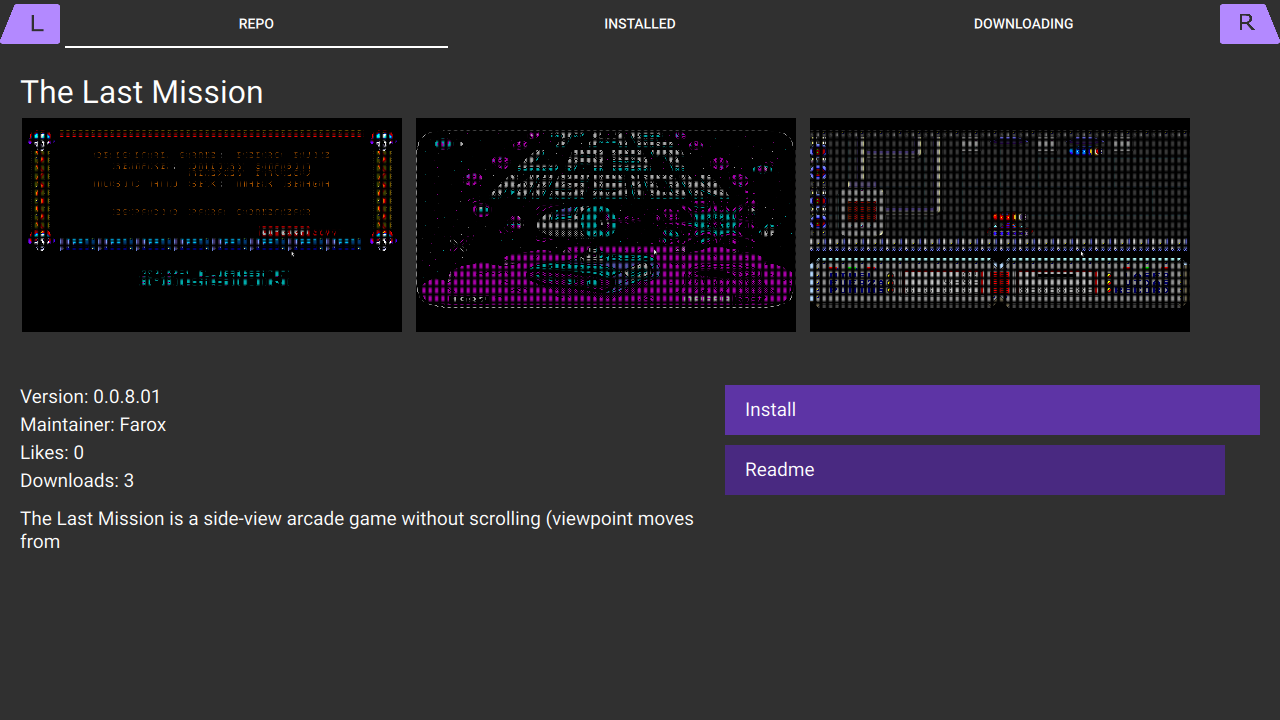 L
REPO
INSTALLED
DOWNLOADING
R
The Last Mission
Version: 0.0.8.01
Maintainer: Farox
Likes: 0
Downloads: 3
The Last Mission is a side-view arcade game without scrolling (viewpoint moves
from
Install
Readme